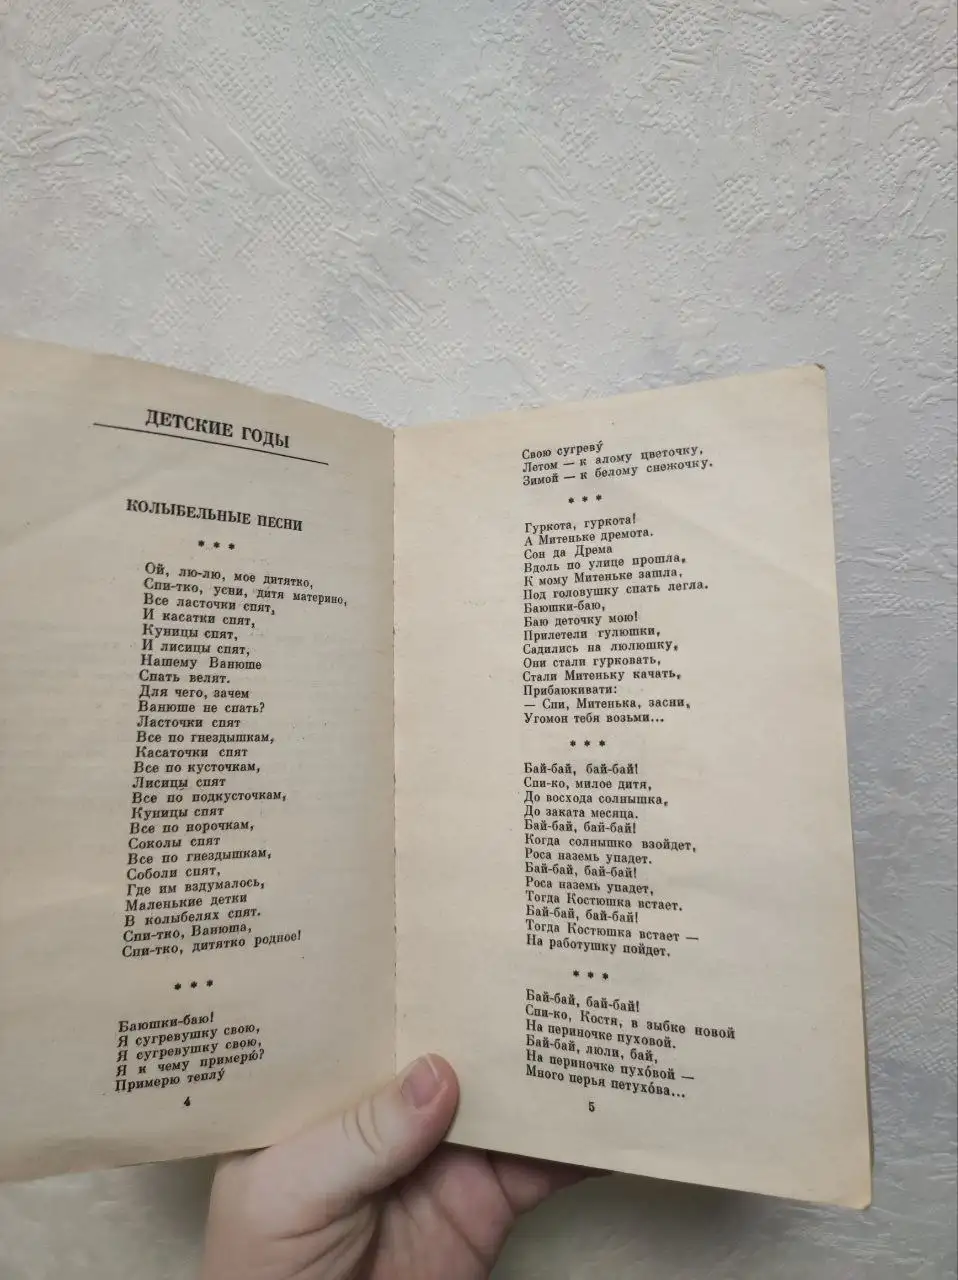 ДЕТСКИЕ ГОДЫ
КОЛЫБЕЛЬНЫЕ ПЕСНИ
* * *
Ой, лю-лю, мое дитятко,
Спи-тко, усни, дитя материно,
Все ласточки спят,
И касатки спят,
Куницы спят,
И лисицы спят,
Нашему Ванюше
Спать велят.
Для чего, зачем
Ванюше не спать?
Ласточки спят
Все по гнездышкам,
Касаточки спят
Все по кусточкам,
Лисицы спят
Все по подкусточкам,
Куницы спят
Все по норочкам,
Соколы спят
Все по гнездышкам,
Соболи спят,
Где им вздумалось,
Маленькие детки
В колыбелях спят.
Спи-тко, Ванюша,
Спи-тко, дитятко родное!
* * *
Баюшки-баю!
Я сугревушку свою,
Я сугревушку свою,
Я к чему примерю́?
Примерю теплу́
4
Свою сугреву́
Летом — к алому цветочку,
Зимой — к белому снежочку.
* * *
Гуркота, гуркота!
А Митеньке дремота.
Сон да Дрема
Вдоль по улице прошла,
К мому Митеньке зашла,
Под головушку спать легла.
Баюшки-баю,
Баю деточку мою!
Прилетели гулюшки,
Садились на люлюшку,
Они стали гурковать,
Стали Митеньку качать,
Прибаюкивати:
— Спи, Митенька, засни,
Угомон тебя возьми...
* * *
Бай-бай, бай-бай!
Спи-ко, милое дитя,
До восхода солнышка,
До заката месяца.
Бай-бай, бай-бай!
Когда солнышко взойдет,
Роса наземь упадет.
Бай-бай, бай-бай!
Роса наземь упадет,
Тогда Костюшка встает.
Бай-бай, бай-бай!
Тогда Костюшка встает —
На работушку пойдет.
* * *
Бай-бай, бай-бай!
Спи-ко, Костя, в зыбке новой
На периночке пуховой.
Бай-бай, люли, бай,
На периночке пухо́вой —
Много перья петухо́ва...
5